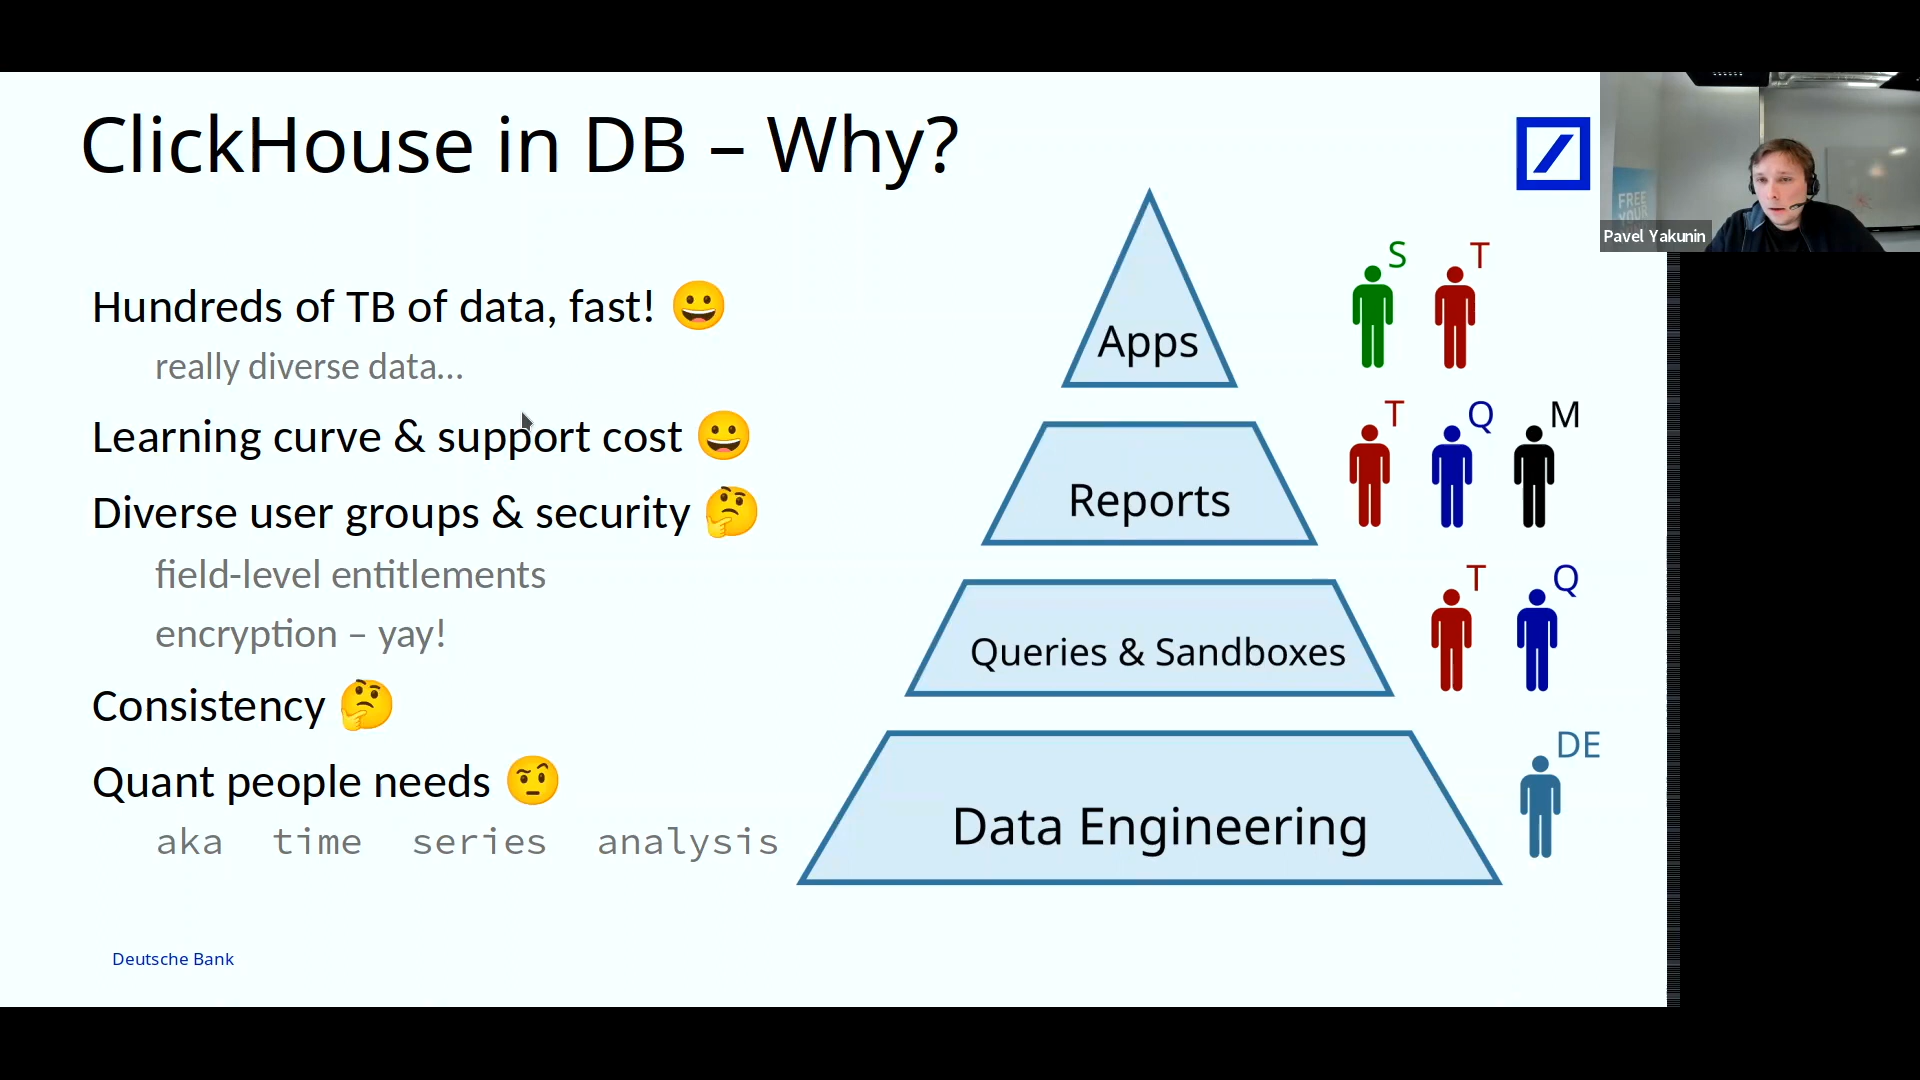 ClickHouse in DB – Why?
Hundreds of TB of data, fast! 😀
really diverse data...
Learning curve & support cost 😀
Diverse user groups & security 🤔
field-level entitlements
encryption – yay!
Consistency 🤔
Quant people needs 🤨
aka time series analysis
Apps
S T
Reports
T Q M
Queries & Sandboxes
T Q
Data Engineering
DE
Deutsche Bank
FREE
YOUR
Pavel Yakunin